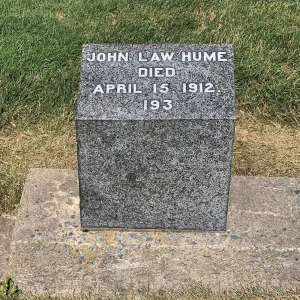 JOHN LAW HUME
DIED
APRIL 15, 1912.
193